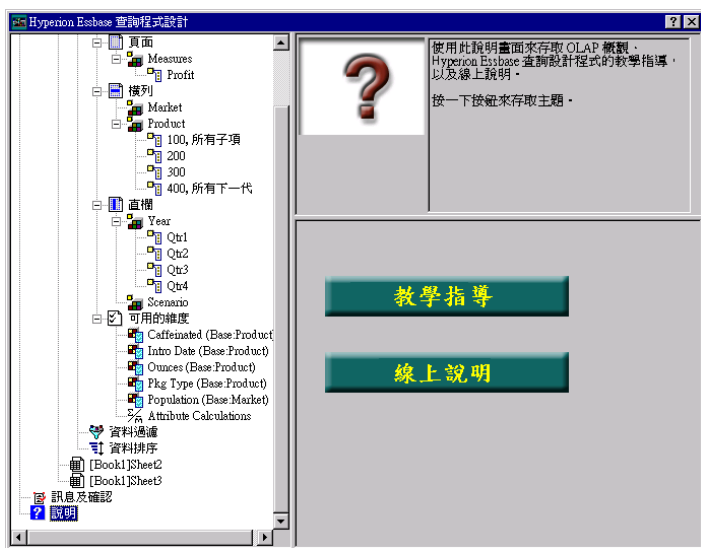 Hyperion Essbase 查詢程式設計
頁面
Measures
Profit
橫列
Market
Product
100, 所有子項
200
300
400, 所有下一代
直欄
Year
Qtr1
Qtr2
Qtr3
Qtr4
Scenario
可用的維度
Caffeinated (Base:Product
Intro Date (Base:Product)
Ounces (Base:Product)
Pkg Type (Base:Product)
Population (Base:Market)
Attribute Calculations
資料過濾
資料排序
[Book1]Sheet2
[Book1]Sheet3
訊息及確認
說明
使用此說明畫面來存取 OLAP 概觀，
Hyperion Essbase 查詢設計程式的教學指導，
以及線上說明。
按一下按鈕來存取主題。
教學指導
線上說明